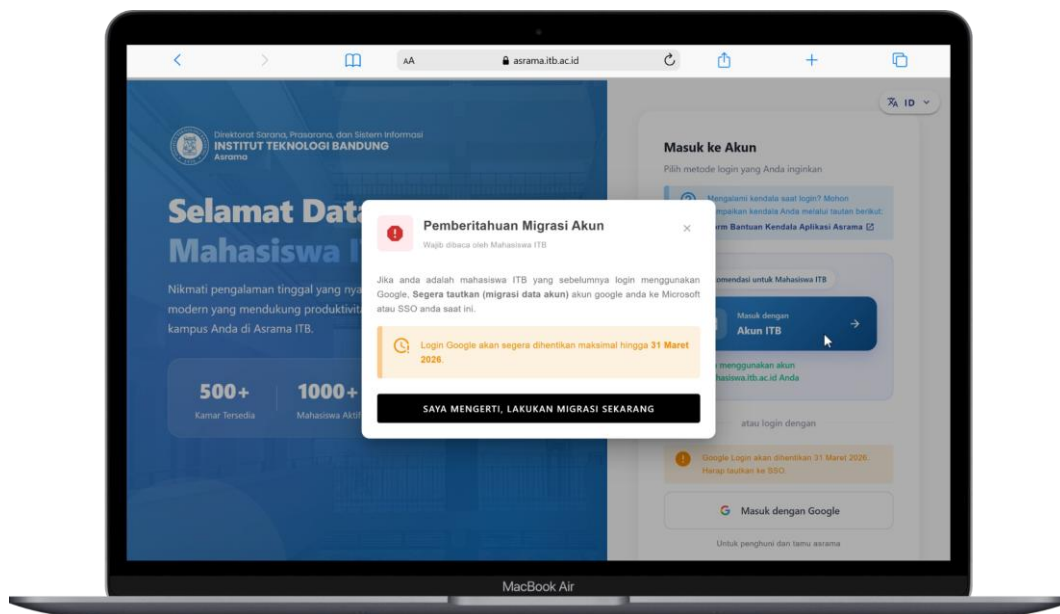 AA
asrama.itb.ac.id
ID
Direktorat Sarana, Prasarana, dan Sistem Informasi
INSTITUT TEKNOLOGI BANDUNG
Asrama
Selamat Data
Mahasiswa I
Nikmati pengalaman tinggal yang nya
modern yang mendukung produktivita
kampus Anda di Asrama ITB.
500+
Kamar Tersedia
1000+
Mahasiswa Aktif
Pemberitahuan Migrasi Akun
Wajib dibaca oleh Mahasiswa ITB
Jika anda adalah mahasiswa ITB yang sebelumnya login menggunakan
Google, Segera tautkan (migrasi data akun) akun google anda ke Microsoft
atau SSO anda saat ini.
Login Google akan segera dihentikan maksimal hingga 31 Maret
2026.
SAYA MENGERTI, LAKUKAN MIGRASI SEKARANG
Masuk ke Akun
Pilih metode login yang Anda inginkan
Mengalami kendala saat login? Mohon
mpaikan kendala Anda melalui tautan berikut:
rm Bantuan Kendala Aplikasi Asrama
omendasi untuk Mahasiswa ITB
Masuk dengan
Akun ITB
menggunakan akun
hasiswa.itb.ac.id Anda
atau login dengan
Google Login akan dihentikan 31 Maret 2026.
Harap tautkan ke SSO.
Masuk dengan Google
Untuk penghuni dan tamu asrama
MacBook Air